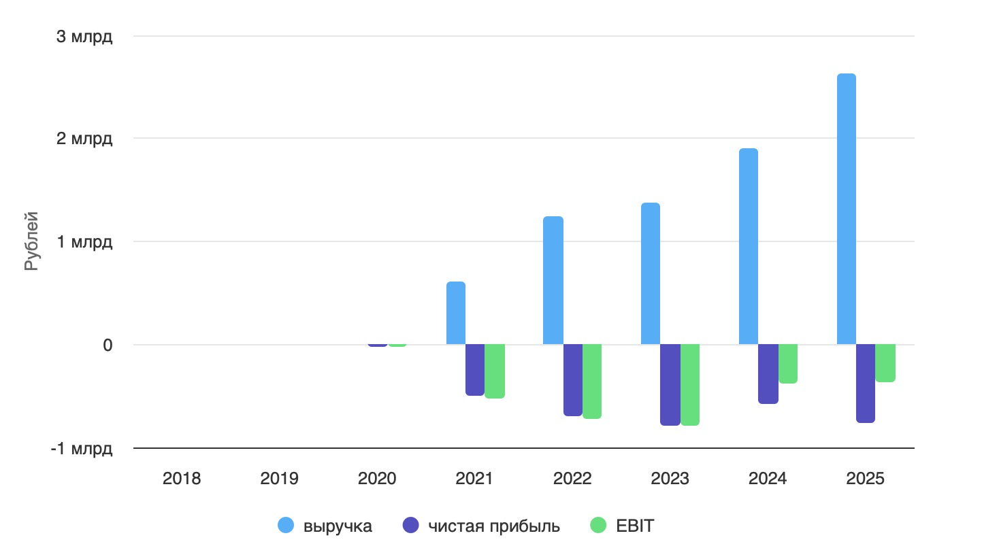 3 млрд
2 млрд
1 млрд
0
-1 млрд
Рублей
2018 2019 2020 2021 2022 2023 2024 2025
выручка чистая прибыль EBIT